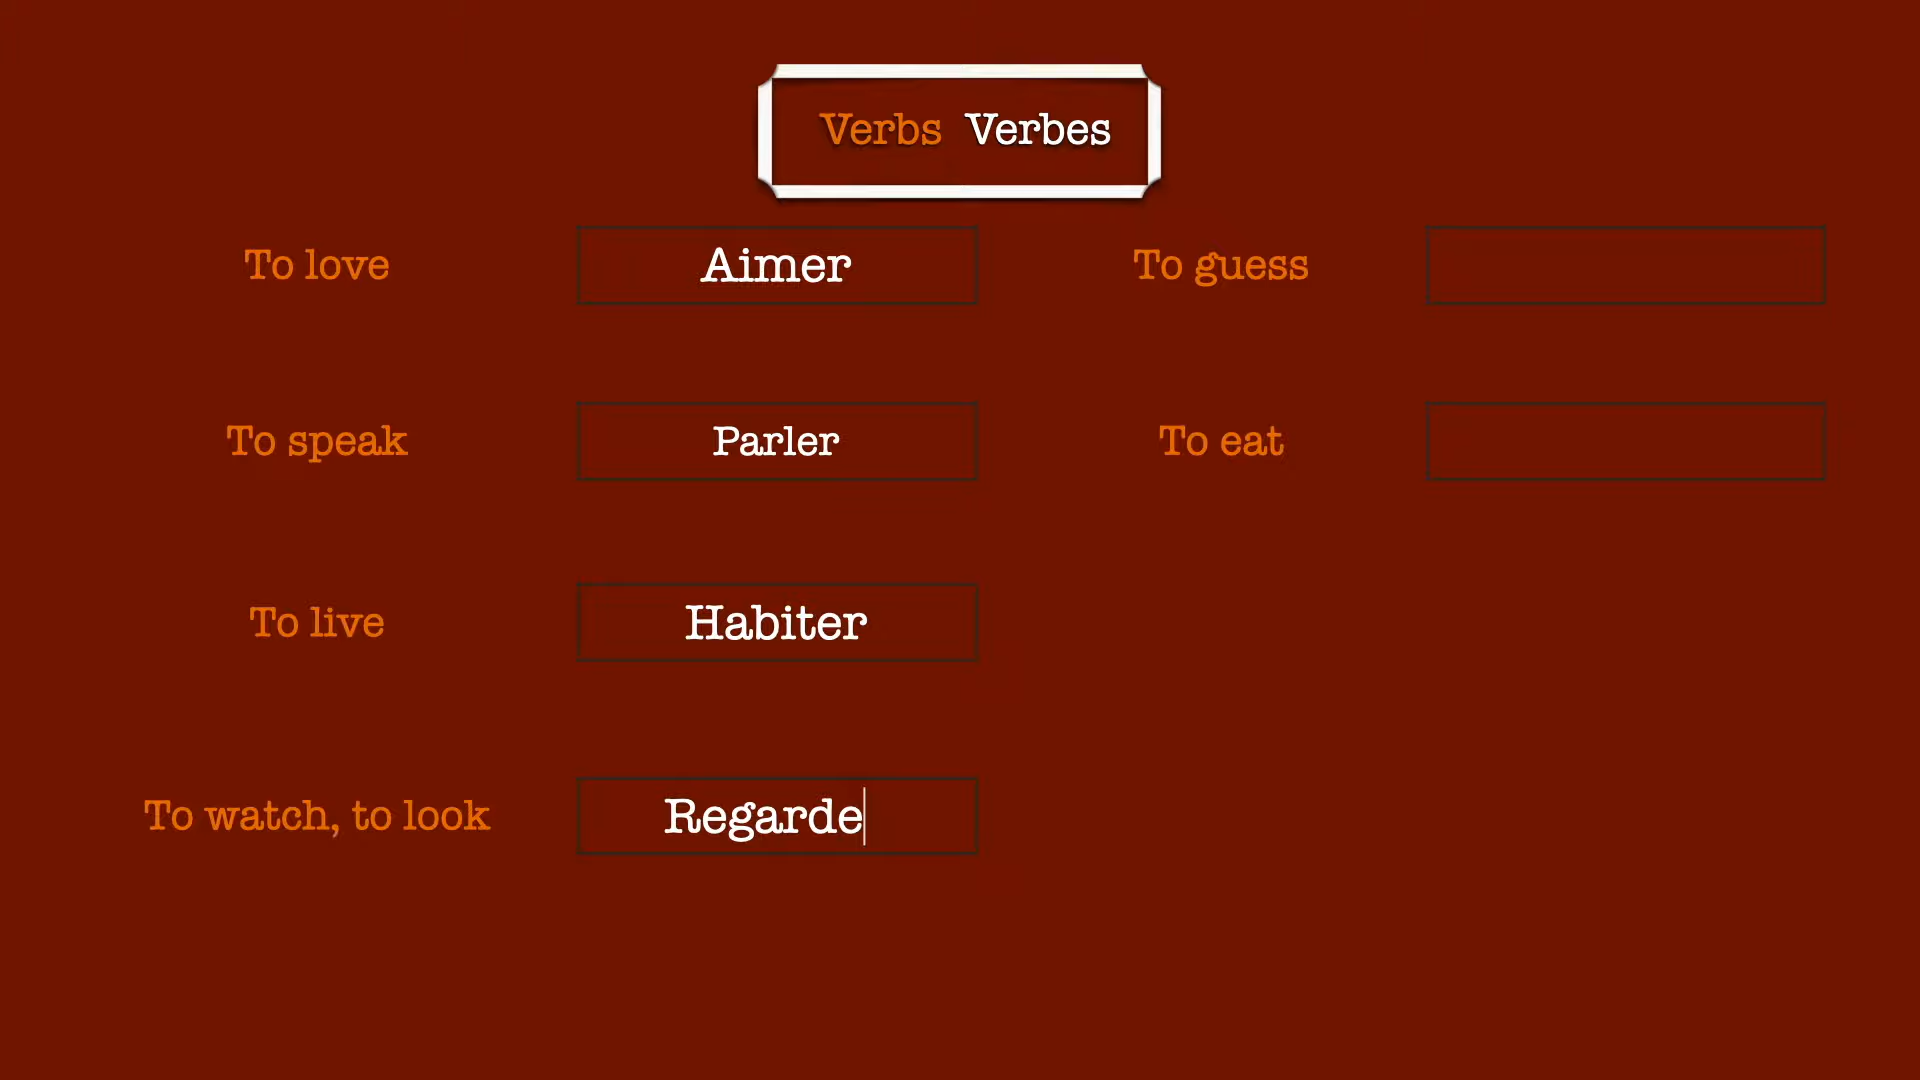 Verbs Verbes
To love Aimer To guess
To speak Parler To eat
To live Habiter
To watch, to look Regarde